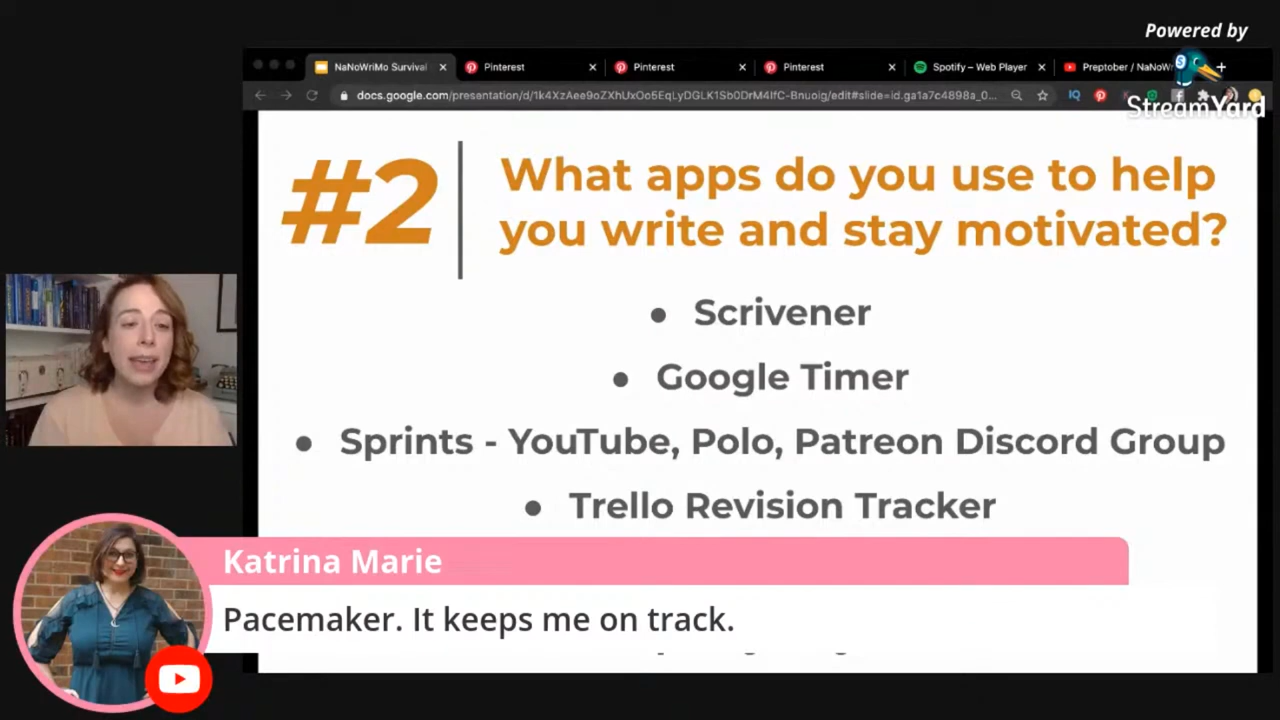 Powered by
StreamYard
NaNoWriMo Survival
Pinterest
Pinterest
Pinterest
Spotify – Web Player
Preptober / NaNoW
#2
What apps do you use to help
you write and stay motivated?
● Scrivener
● Google Timer
● Sprints - YouTube, Polo, Patreon Discord Group
● Trello Revision Tracker
Katrina Marie
Pacemaker. It keeps me on track.